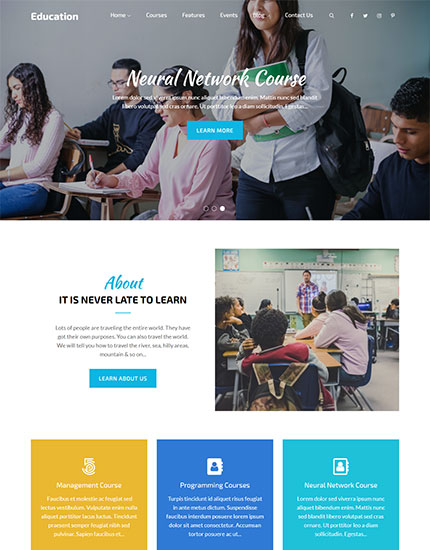 Education
Home Courses Features Events Blog Contact Us
Neural Network Course
Lorem dolor sed viverra ipsum nunc aliquet bibendum enim. Mattis nunc sed blandit
libero volutpat sed cras ornare. Ut porttitor leo a diam sollicitudin. Egestas...
LEARN MORE
About
IT IS NEVER LATE TO LEARN
Lots of people are traveling the entire world. They have
got their own purposes. You can also travel the world.
We will tell you how to travel the river, sea, hilly areas,
mountain & so on...
LEARN ABOUT US
Management Course
Faucibus et molestie ac feugiat sed
lectus vestibulum. Vulputate enim nulla
aliquet porttitor lacus. Pharetra et
ornare semper feugiat nibh sed
pulvinar. Sapien pellentesque...
Programming Courses
Turpis tincidunt id aliquet risus feugiat
in ante. Dictum sit amet. Suspendisse
faucibus interdum posuere lorem ipsum
dolor sit consectetur. Accumsan
tortor posuere ac ut...
Neural Network Course
Lorem dolor sed viverra ipsum nunc
aliquet bibendum enim. Mattis nunc sed
blandit libero volutpat sed cras ornare.
Ut porttitor leo a diam sollicitudin.
Egestas...